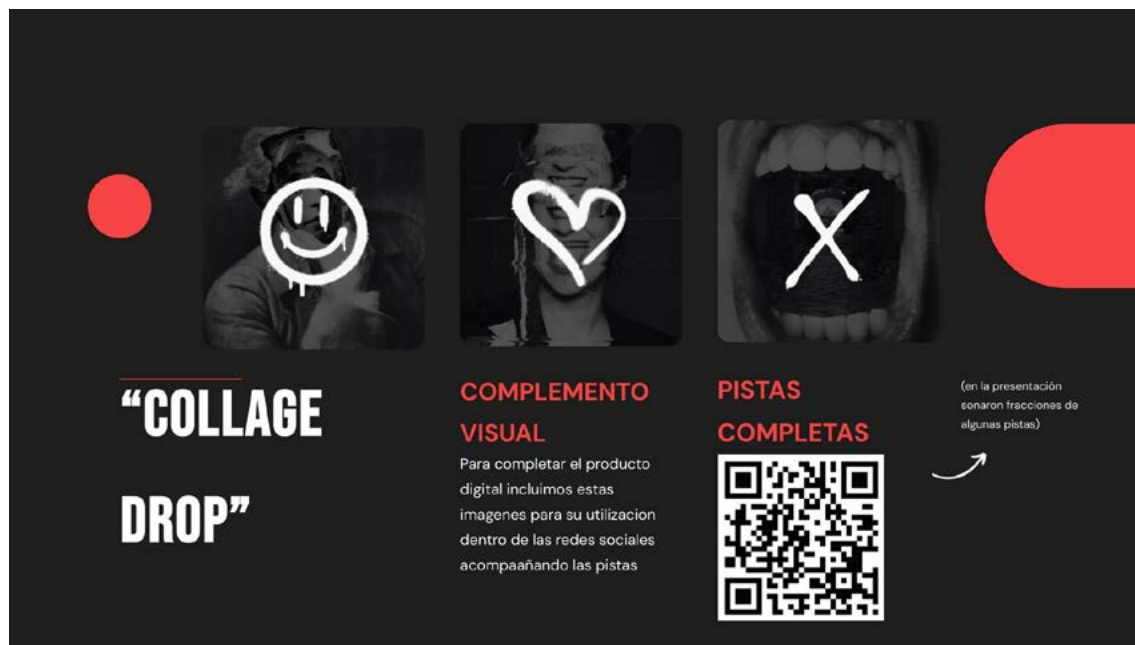 “COLLAGE
DROP”
COMPLEMENTO
VISUAL
Para completar el producto
digital incluimos estas
imagenes para su utilizacion
dentro de las redes sociales
acompaañando las pistas
PISTAS
COMPLETAS
(en la presentación
sonaron fracciones de
algunas pistas)